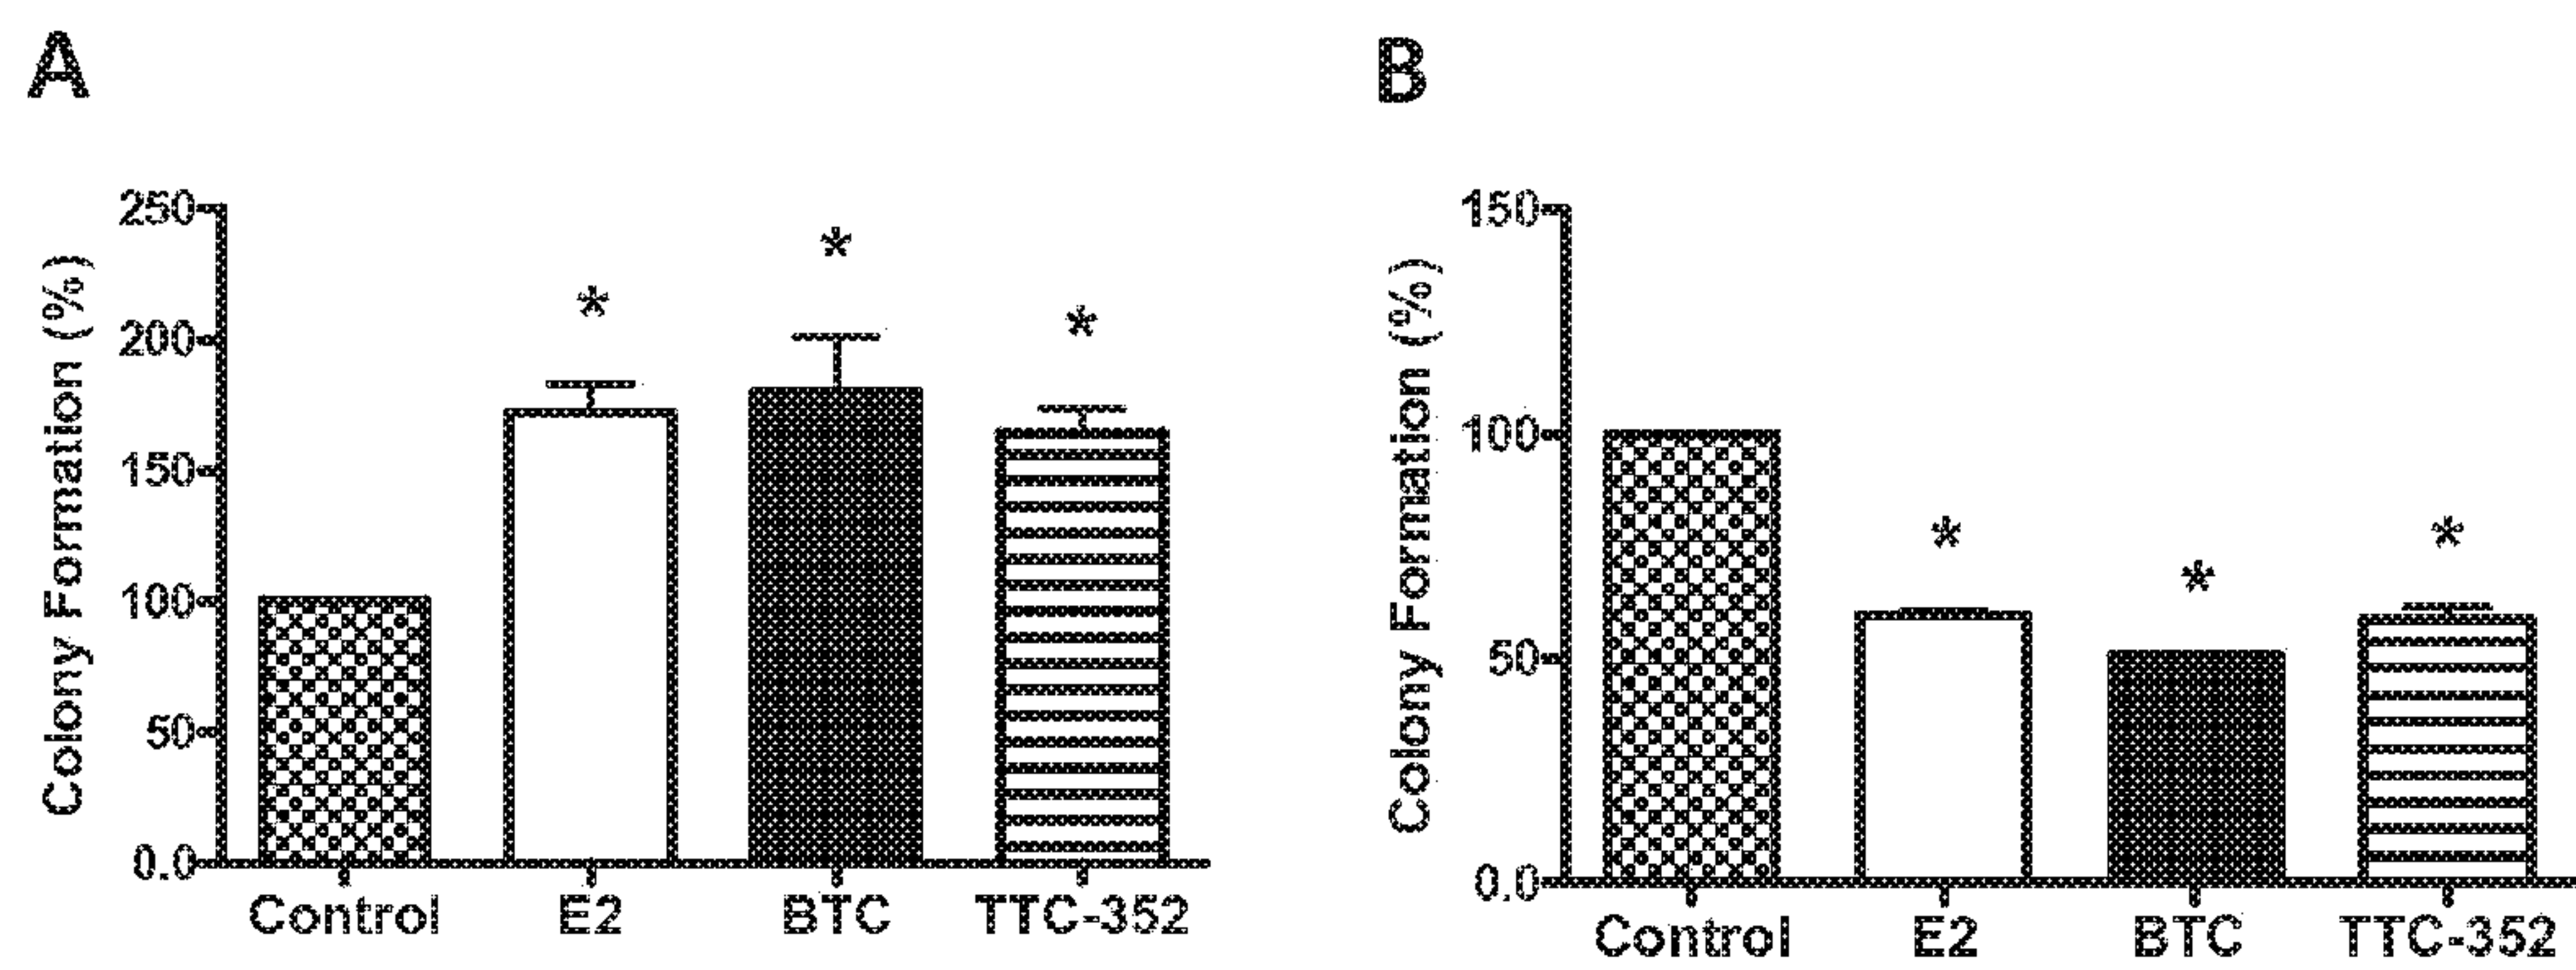 A
Colony Formation (%)
250
200
150
100
50
0.0
*
*
*
Control E2 BTC TTC-352
B
Colony Formation (%)
150
100
50
0.0
*
*
*
Control E2 BTC TTC-352